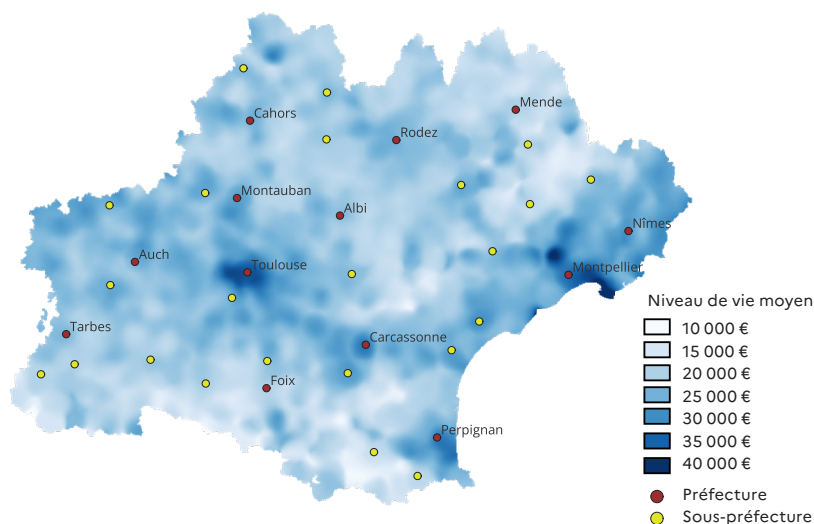 Cahors
Mende
Rodez
Montauban
Albi
Nîmes
Auch
Toulouse
Montpellier
Tarbes
Carcassonne
Foix
Perpignan
Niveau de vie moyen
10 000 €
15 000 €
20 000 €
25 000 €
30 000 €
35 000 €
40 000 €
Préfecture
Sous-préfecture